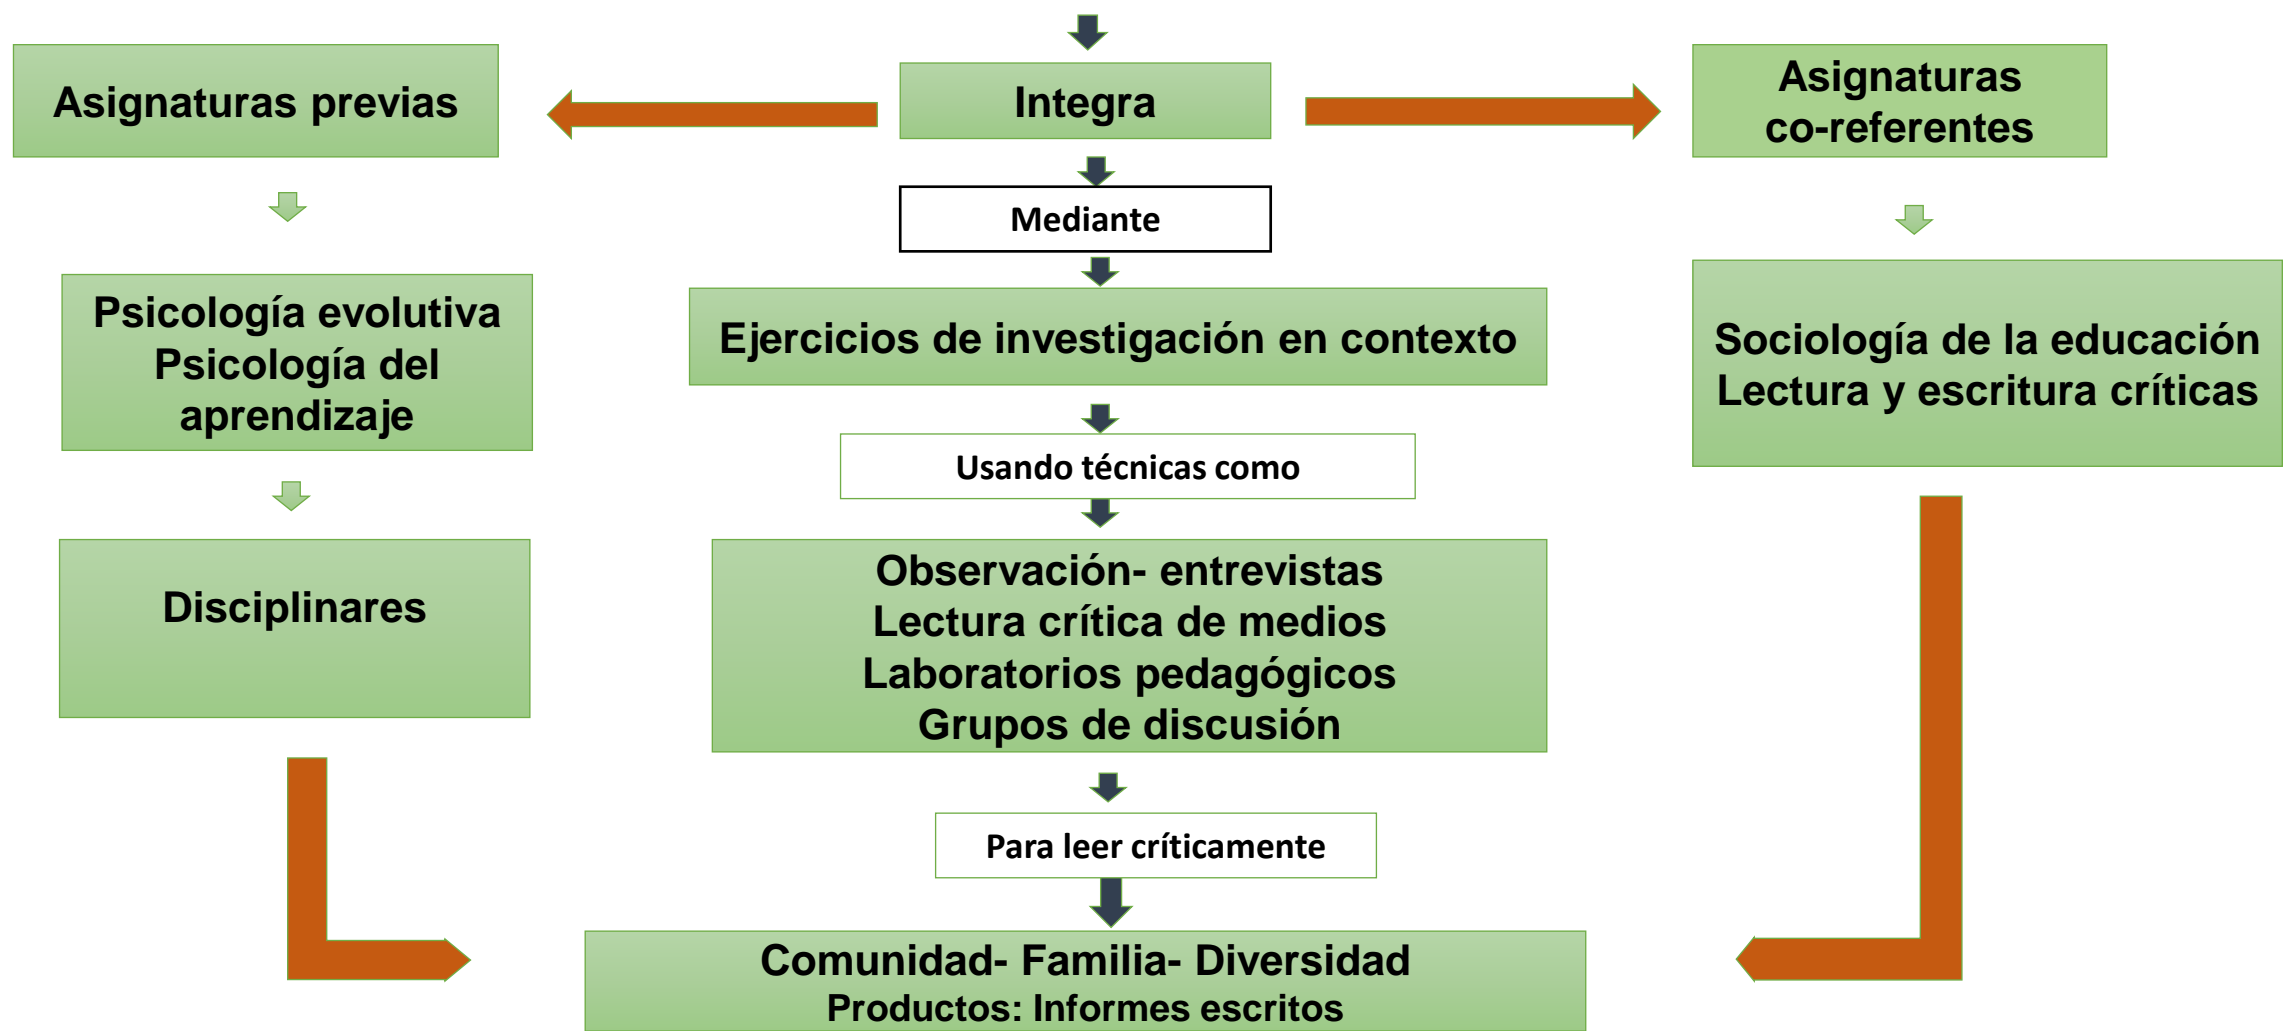 Asignaturas previas
Integra
Asignaturas
co-referentes
Mediante
Psicología evolutiva
Psicología del
aprendizaje
Ejercicios de investigación en contexto
Sociología de la educación
Lectura y escritura críticas
Usando técnicas como
Disciplinares
Observación- entrevistas
Lectura crítica de medios
Laboratorios pedagógicos
Grupos de discusión
Para leer críticamente
Comunidad- Familia- Diversidad
Productos: Informes escritos